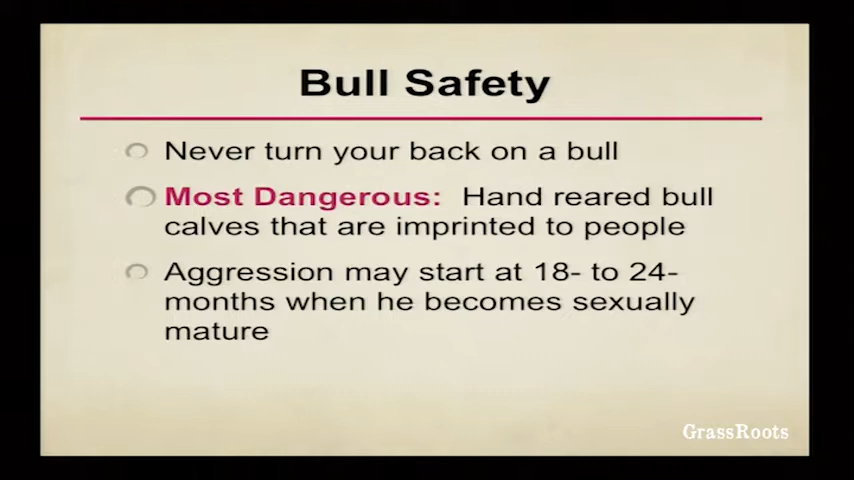 Bull Safety
Never turn your back on a bull
Most Dangerous: Hand reared bull
calves that are imprinted to people
Aggression may start at 18- to 24-
months when he becomes sexually
mature
GrassRoots